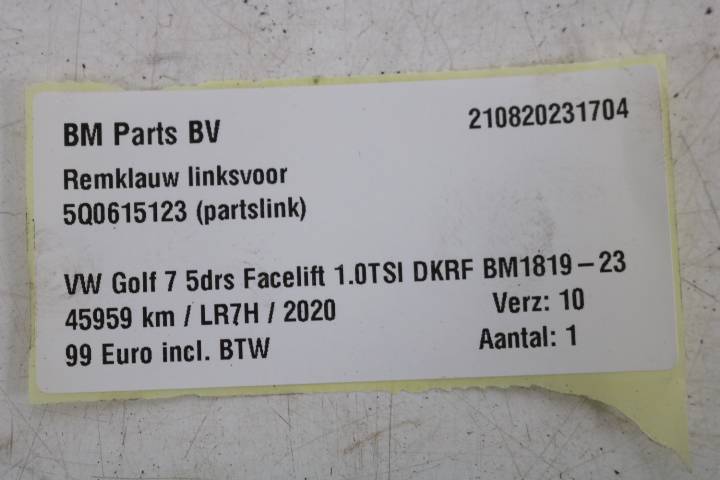 BM Parts BV 210820231704
Remklauw linksvoor
5Q0615123 (partslink)
VW Golf 7 5drs Facelift 1.0TSI DKRF BM1819-23
45959 km / LR7H / 2020 Verz: 10
99 Euro incl. BTW Aantal: 1